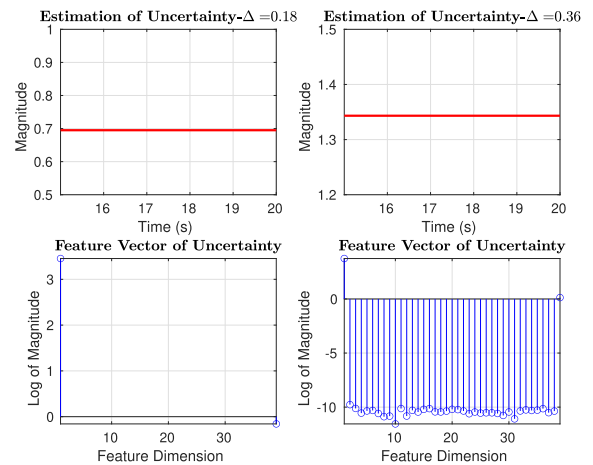 Estimation of Uncertainty-Δ =0.18
Magnitude
1
0.9
0.8
0.7
0.6
0.5
16 17 18 19 20
Time (s)
Estimation of Uncertainty-Δ =0.36
Magnitude
1.5
1.4
1.3
1.2
16 17 18 19 20
Time (s)
Feature Vector of Uncertainty
Log of Magnitude
3
2
1
0
10 20 30
Feature Dimension
Feature Vector of Uncertainty
Log of Magnitude
0
-5
-10
10 20 30
Feature Dimension